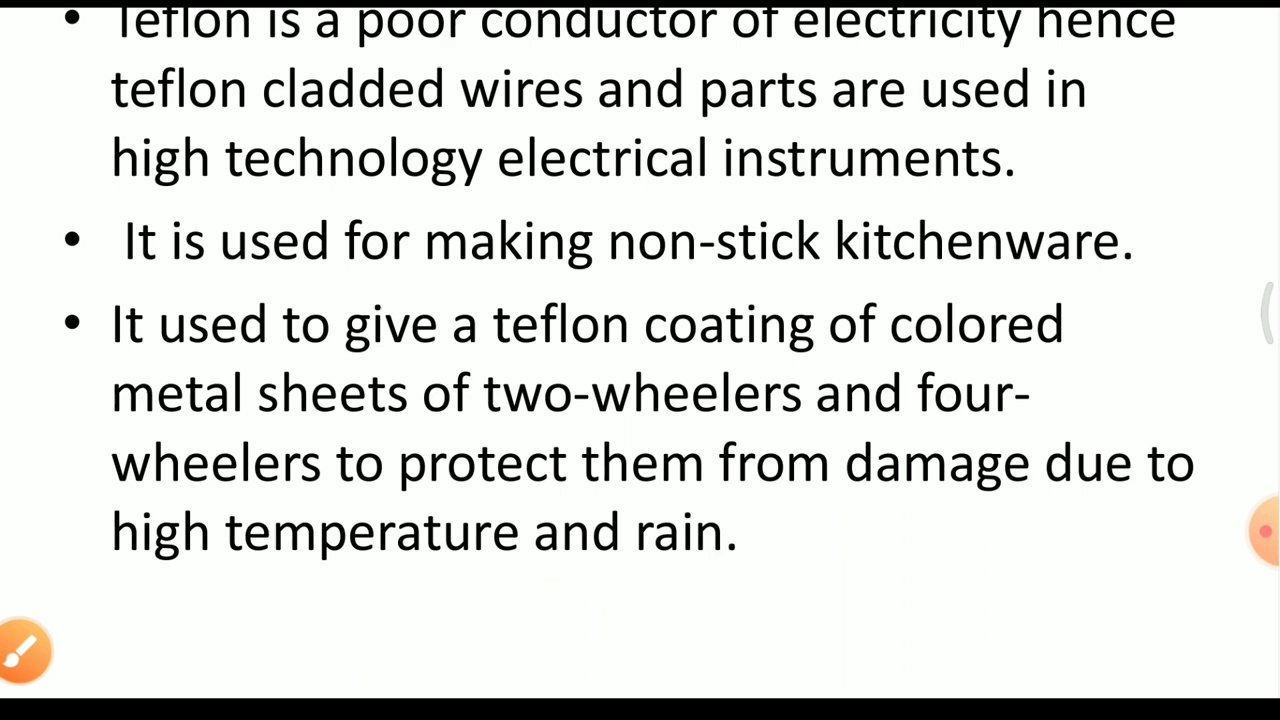 • Teflon is a poor conductor of electricity hence
teflon cladded wires and parts are used in
high technology electrical instruments.
• It is used for making non-stick kitchenware.
• It used to give a teflon coating of colored
metal sheets of two-wheelers and four-
wheelers to protect them from damage due to
high temperature and rain.